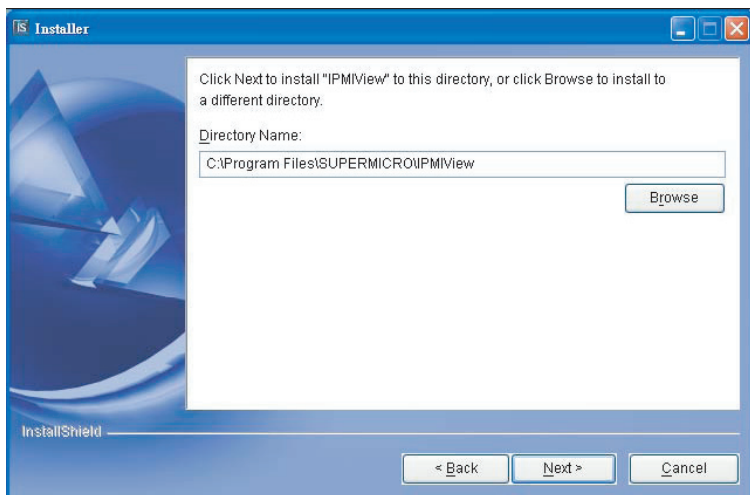 IS Installer
Click Next to install "IPMIView" to this directory, or click Browse to install to
a different directory.
Directory Name:
C:\Program Files\SUPERMICRO\IPMIView
Browse
InstallShield
< Back Next > Cancel